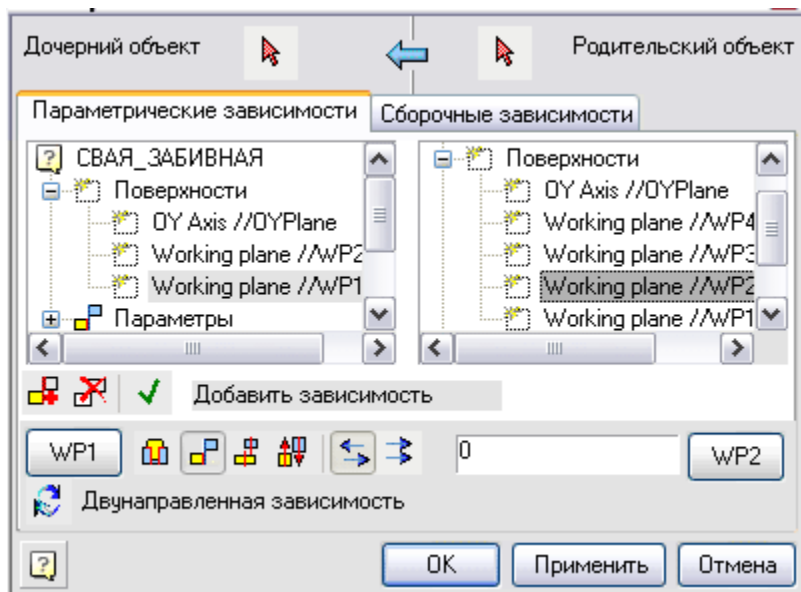 Дочерний объект
Родительский объект
Параметрические зависимости
Сборочные зависимости
СВАЯ_ЗАБИВНАЯ
Поверхности
OY Axis //OYPlane
Working plane //WP2
Working plane //WP1
Параметры
Поверхности
OY Axis //OYPlane
Working plane //WP4
Working plane //WP3
Working plane //WP2
Working plane //WP1
Добавить зависимость
WP1
0
WP2
Двунаправленная зависимость
OK
Применить
Отмена